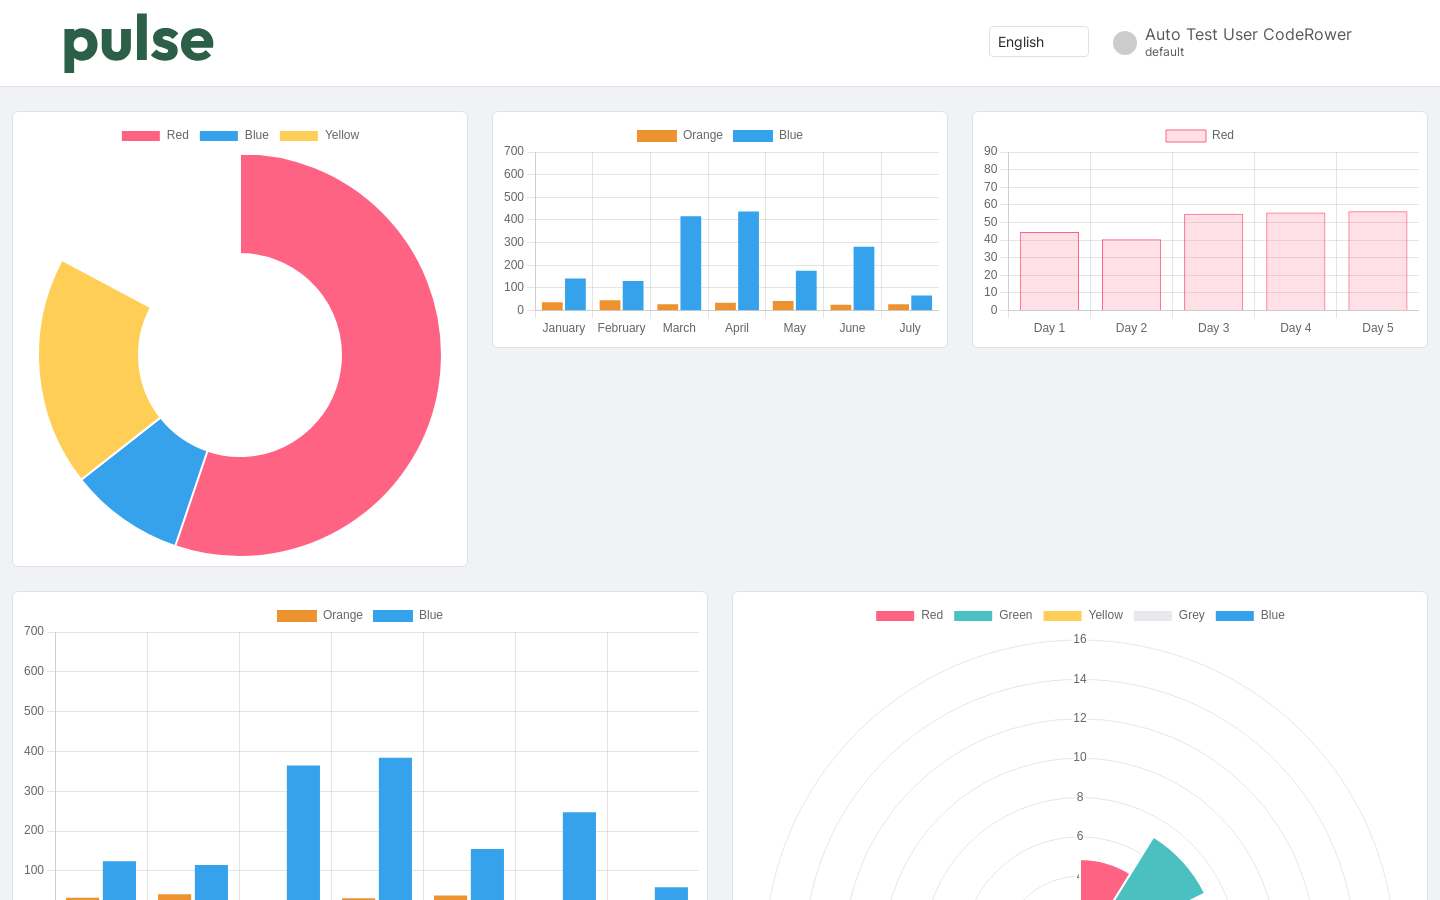 pulse
English
Auto Test User CodeRower
default
Red Blue Yellow
Orange Blue
700
600
500
400
300
200
100
0
January February March April May June July
Red
90
80
70
60
50
40
30
20
10
0
Day 1 Day 2 Day 3 Day 4 Day 5
Orange Blue
700
600
500
400
300
200
100
Red Green Yellow Grey Blue
16
14
12
10
8
6